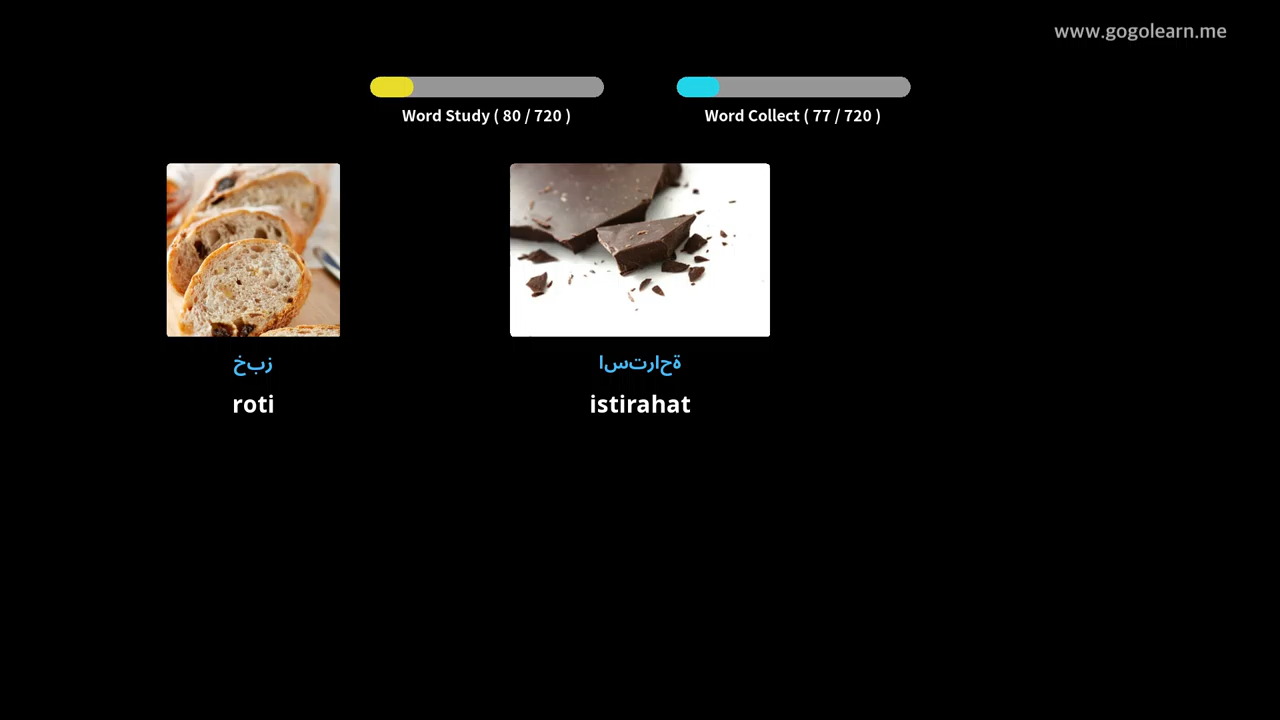 www.gogolearn.me
Word Study ( 80 / 720 )
Word Collect ( 77 / 720 )
زبخ
roti
ةحارتسا
istirahat